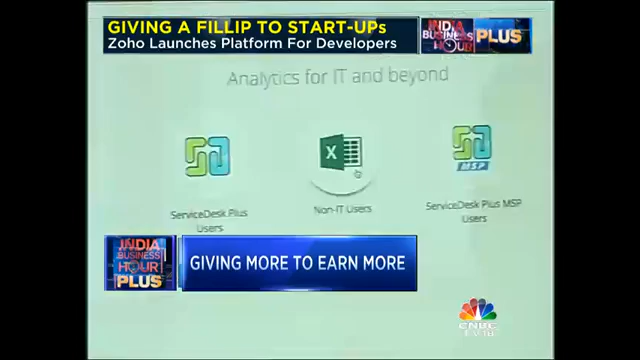 GIVING A FILLIP TO START-UPs
Zoho Launches Platform For Developers
INDIA
BUSINESS
HOUR
PLUS
Analytics for IT and beyond
X
MSP
ServiceDesk Plus
Users
Non-IT Users
ServiceDesk Plus MSP
Users
INDIA
BUSINESS
HOUR
PLUS
GIVING MORE TO EARN MORE
CNBC
TV18